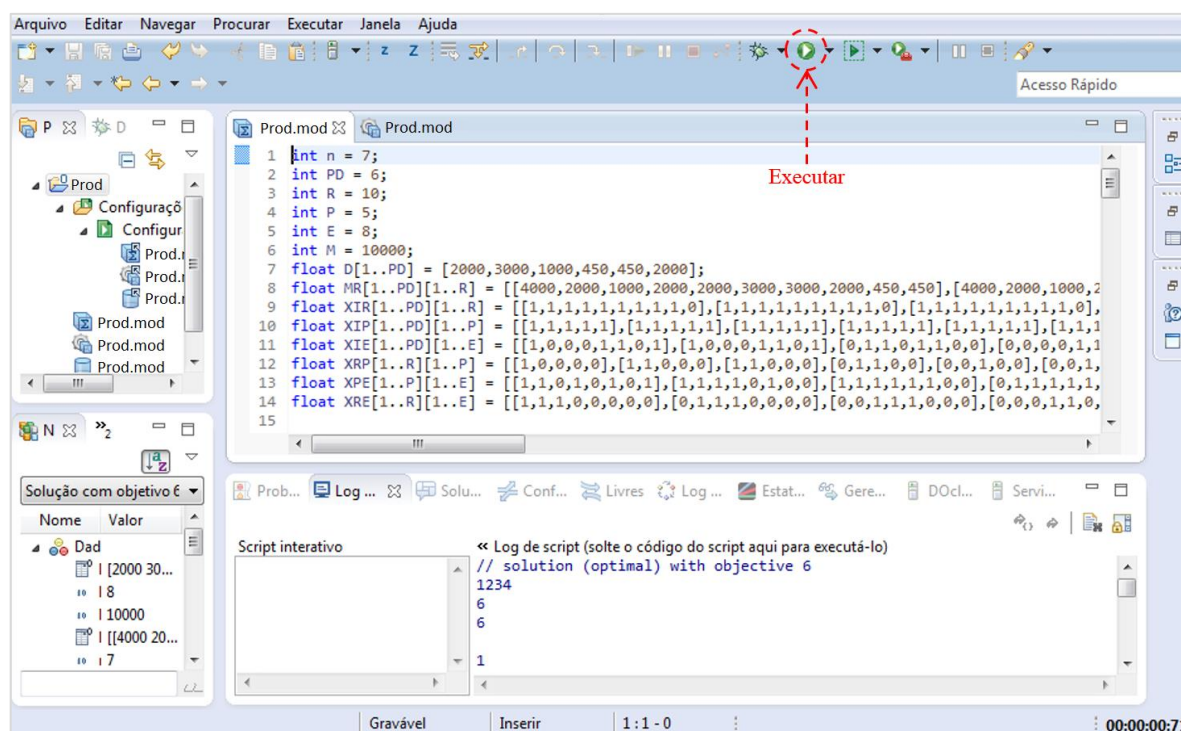 Arquivo Editar Navegar Procurar Executar Janela Ajuda
Acesso Rápido
P D
Prod
Configuraçõ
Configur
Prod.
Prod.
Prod.
Prod.mod
Prod.mod
Prod.mod
Prod.mod Prod.mod
Executar
1 int n = 7;
2 int PD = 6;
3 int R = 10;
4 int P = 5;
5 int E = 8;
6 int M = 10000;
7 float D[1..PD] = [2000,3000,1000,450,450,2000];
8 float MR[1..PD][1..R] = [[4000,2000,1000,2000,2000,3000,3000,2000,450,450],[4000,2000,1000,2
9 float XIR[1..PD][1..R] = [[1,1,1,1,1,1,1,1,1,0],[1,1,1,1,1,1,1,1,1,0],[1,1,1,1,1,1,1,1,1,0],
10 float XIP[1..PD][1..P] = [[1,1,1,1,1],[1,1,1,1,1],[1,1,1,1,1],[1,1,1,1,1],[1,1,1,1,1],[1,1,1
11 float XIE[1..PD][1..E] = [[1,0,0,0,1,1,0,1],[1,0,0,0,1,1,0,1],[0,1,1,0,1,1,0,0],[0,0,0,0,1,1
12 float XRP[1..R][1..P] = [[1,0,0,0,0],[1,1,0,0,0],[1,1,0,0,0],[0,1,1,0,0],[0,0,1,0,0],[0,0,1,
13 float XPE[1..P][1..E] = [[1,1,0,1,0,1,0,1],[1,1,1,1,0,1,0,0],[1,1,1,1,1,1,0,0],[0,1,1,1,1,1,
14 float XRE[1..R][1..E] = [[1,1,1,0,0,0,0,0],[0,1,1,1,0,0,0,0],[0,0,1,1,1,0,0,0],[0,0,0,1,1,0,
15
N »2
Solução com objetivo 6
Nome Valor
Dad
[2000 30...
8
10000
[[4000 20...
7
Prob... Log ... Solu... Conf... Livres Log ... Estat... Gere... DOcl... Servi...
Script interativo
« Log de script (solte o código do script aqui para executá-lo)
// solution (optimal) with objective 6
1234
6
6
1
Gravável Inserir 1:1-0 00:00:00:7